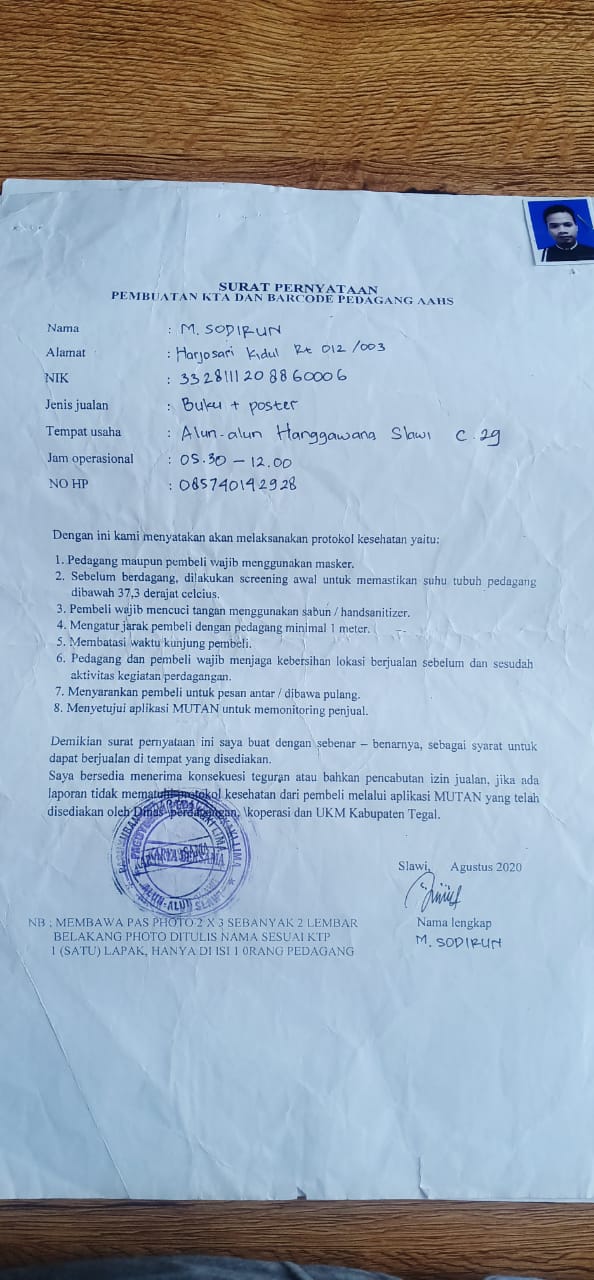 SURAT PERNYATAAN
PEMBUATAN KTA DAN BARCODE PEDAGANG AAHS
Nama : M. SODIRUN
Alamat : Harjosari Kidul Rt 012 /003
NIK : 3328111208860006
Jenis jualan : Buku + poster
Tempat usaha : Alun-alun Hanggawana Slawi C.29
Jam operasional : 05.30 – 12.00
NO HP : 085740142928
Dengan ini kami menyatakan akan melaksanakan protokol kesehatan yaitu:
1. Pedagang maupun pembeli wajib menggunakan masker.
2. Sebelum berdagang, dilakukan screening awal untuk memastikan suhu tubuh pedagang
dibawah 37,3 derajat celcius.
3. Pembeli wajib mencuci tangan menggunakan sabun / handsanitizer.
4. Mengatur jarak pembeli dengan pedagang minimal 1 meter.
5. Membatasi waktu kunjung pembeli.
6. Pedagang dan pembeli wajib menjaga kebersihan lokasi berjualan sebelum dan sesudah
aktivitas kegiatan perdagangan.
7. Menyarankan pembeli untuk pesan antar / dibawa pulang.
8. Menyetujui aplikasi MUTAN untuk memonitoring penjual.
Demikian surat pernyataan ini saya buat dengan sebenar – benarnya, sebagai syarat untuk
dapat berjualan di tempat yang disediakan.
Saya bersedia menerima konsekuesi teguran atau bahkan pencabutan izin jualan, jika ada
laporan tidak mematuhi protokol kesehatan dari pembeli melalui aplikasi MUTAN yang telah
disediakan oleh Dinas perdagangan, koperasi dan UKM Kabupaten Tegal.
ALUN-ALUN SLAWI
Slawi, Agustus 2020
Nama lengkap
M. SODIRUN
NB : MEMBAWA PAS PHOTO 2 X 3 SEBANYAK 2 LEMBAR
BELAKANG PHOTO DITULIS NAMA SESUAI KTP
1 (SATU) LAPAK, HANYA DI ISI 1 0RANG PEDAGANG